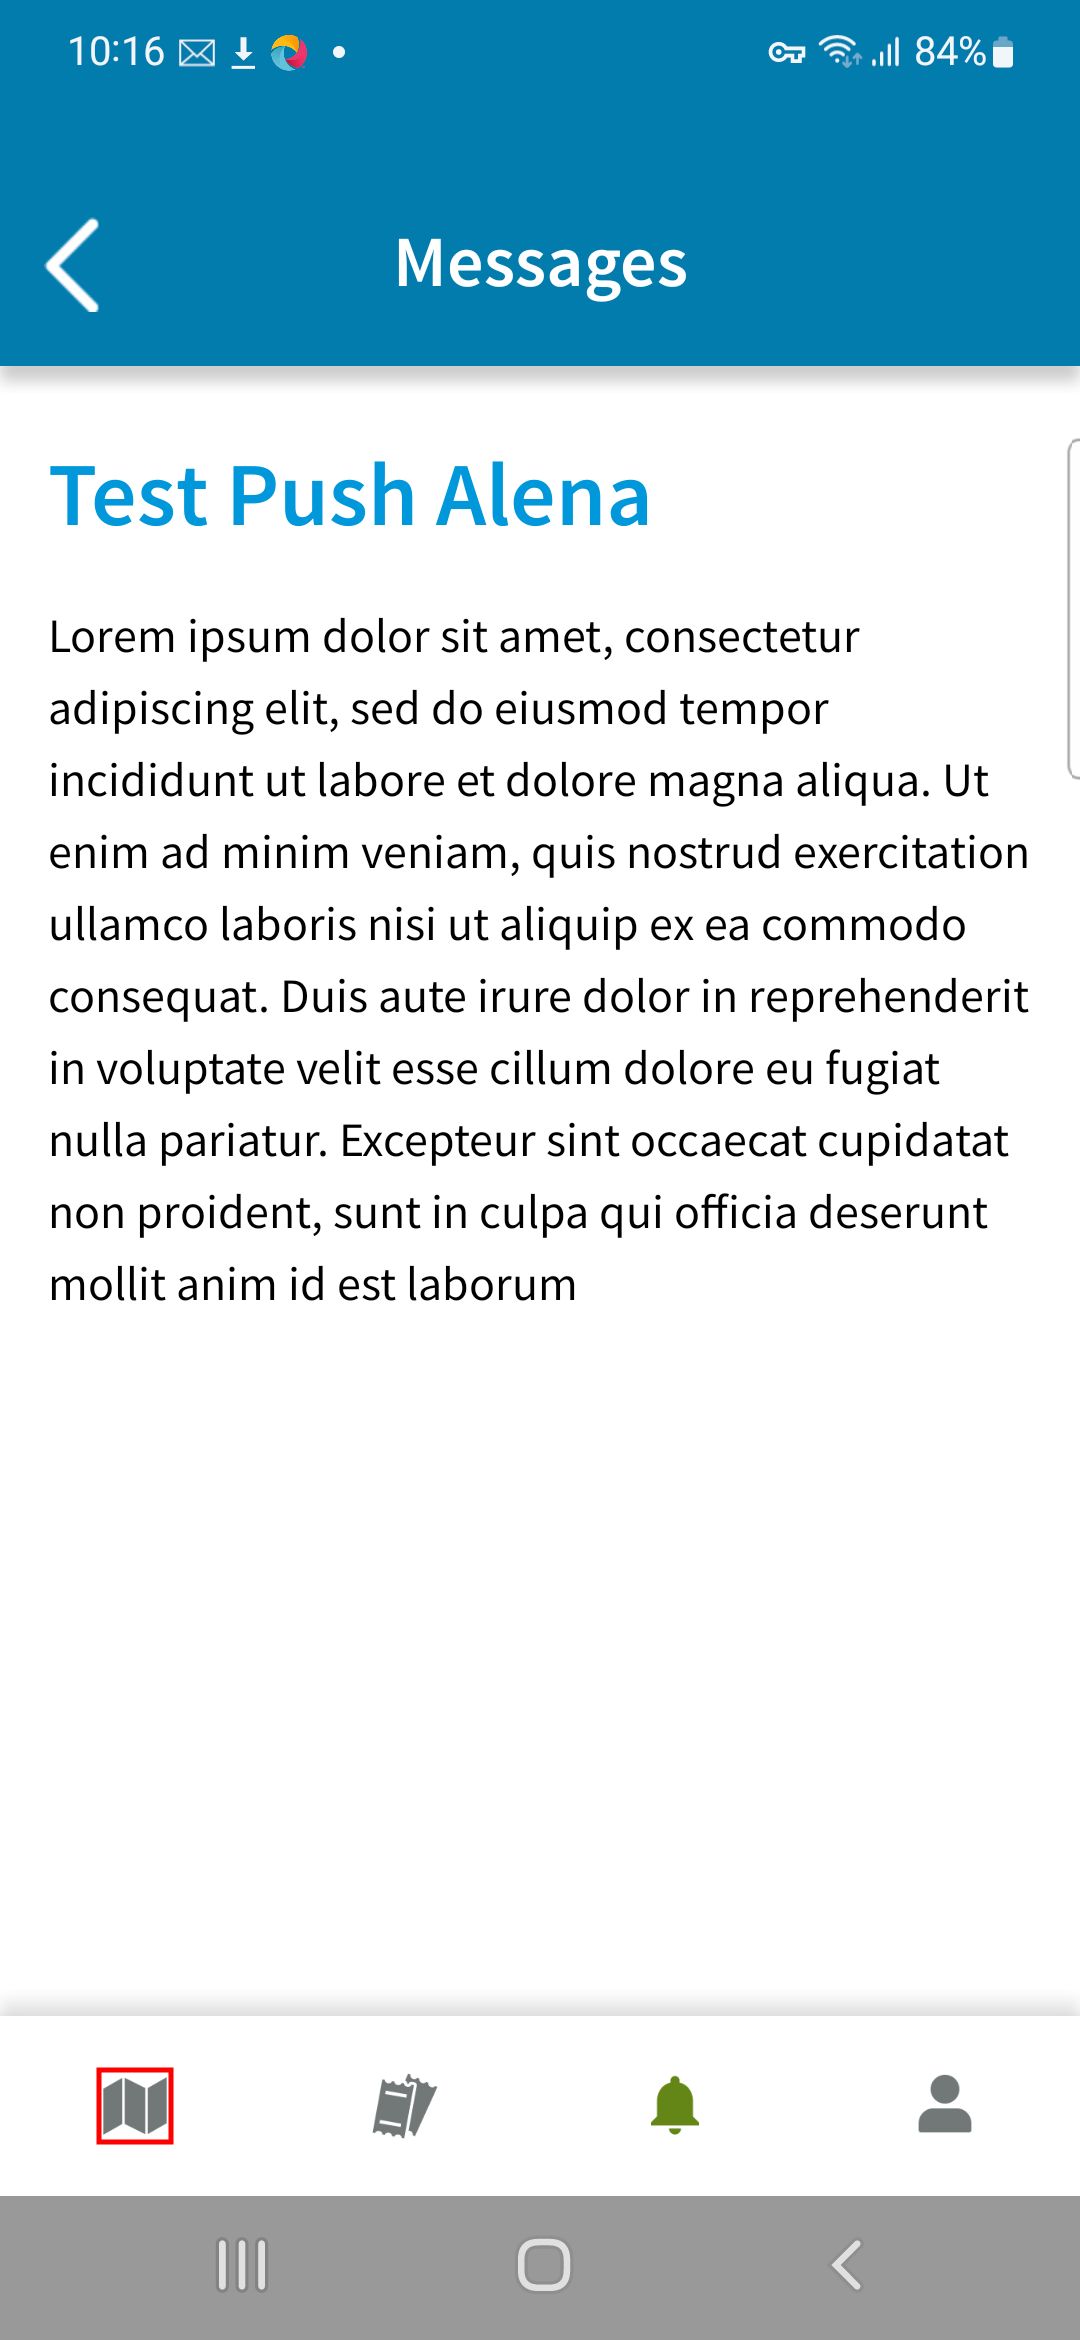 10:16
84%
Messages
Test Push Alena
Lorem ipsum dolor sit amet, consectetur
adipiscing elit, sed do eiusmod tempor
incididunt ut labore et dolore magna aliqua. Ut
enim ad minim veniam, quis nostrud exercitation
ullamco laboris nisi ut aliquip ex ea commodo
consequat. Duis aute irure dolor in reprehenderit
in voluptate velit esse cillum dolore eu fugiat
nulla pariatur. Excepteur sint occaecat cupidatat
non proident, sunt in culpa qui officia deserunt
mollit anim id est laborum